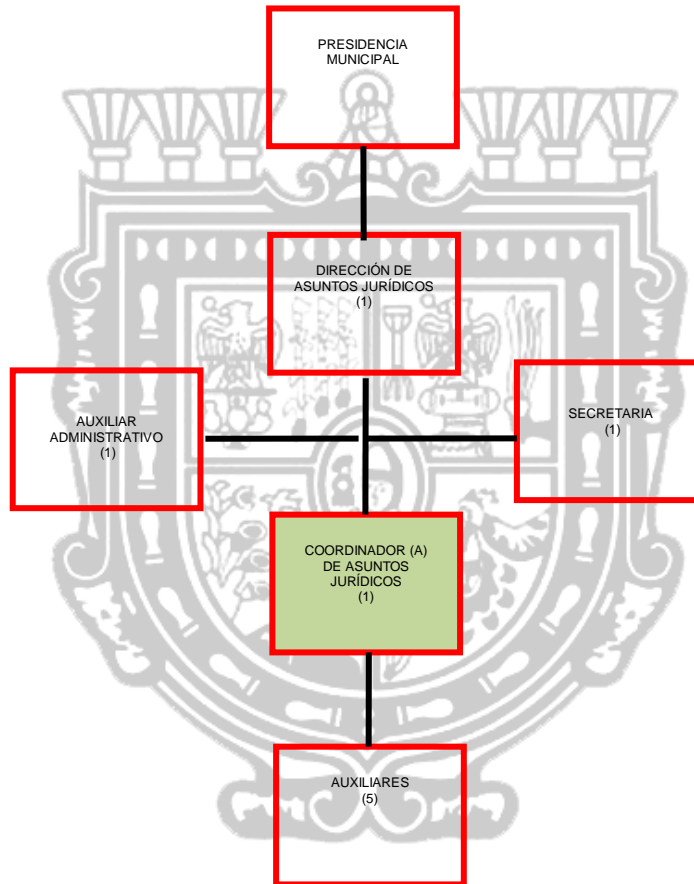 PRESIDENCIA
MUNICIPAL
DIRECCIÓN DE
ASUNTOS JURÍDICOS
(1)
AUXILIAR
ADMINISTRATIVO
(1)
SECRETARIA
(1)
COORDINADOR (A)
DE ASUNTOS
JURÍDICOS
(1)
AUXILIARES
(5)